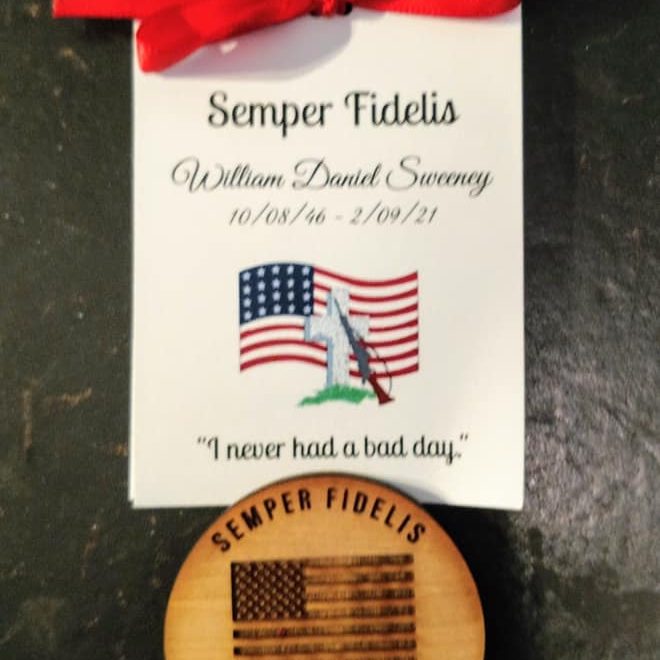 Semper Fidelis
William Daniel Sweeney
10/08/46 - 2/09/21
"I never had a bad day."
SEMPER FIDELIS